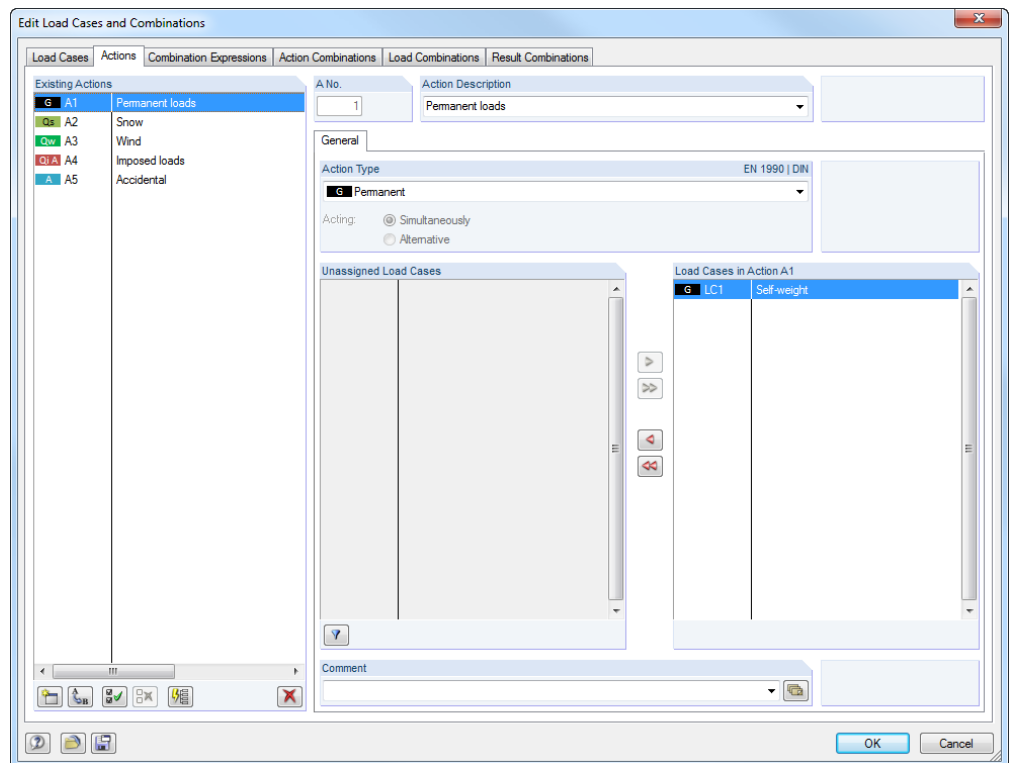 Edit Load Cases and Combinations
Load Cases Actions Combination Expressions Action Combinations Load Combinations Result Combinations
Existing Actions
G A1 Permanent loads
Qs A2 Snow
Qw A3 Wind
Qi A A4 Imposed loads
A A5 Accidental
A No.
1
Action Description
Permanent loads
General
Action Type EN 1990 | DIN
G Permanent
Acting: Simultaneously
Alternative
Unassigned Load Cases
Load Cases in Action A1
G LC1 Self-weight
Comment
OK Cancel